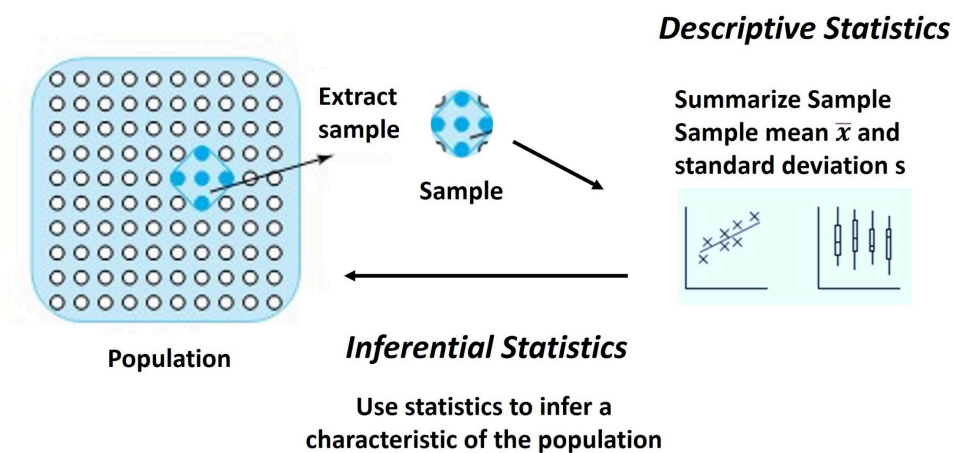 Descriptive Statistics
Extract
sample
Summarize Sample
Sample mean x̅ and
standard deviation s
Sample
Population
Inferential Statistics
Use statistics to infer a
characteristic of the population